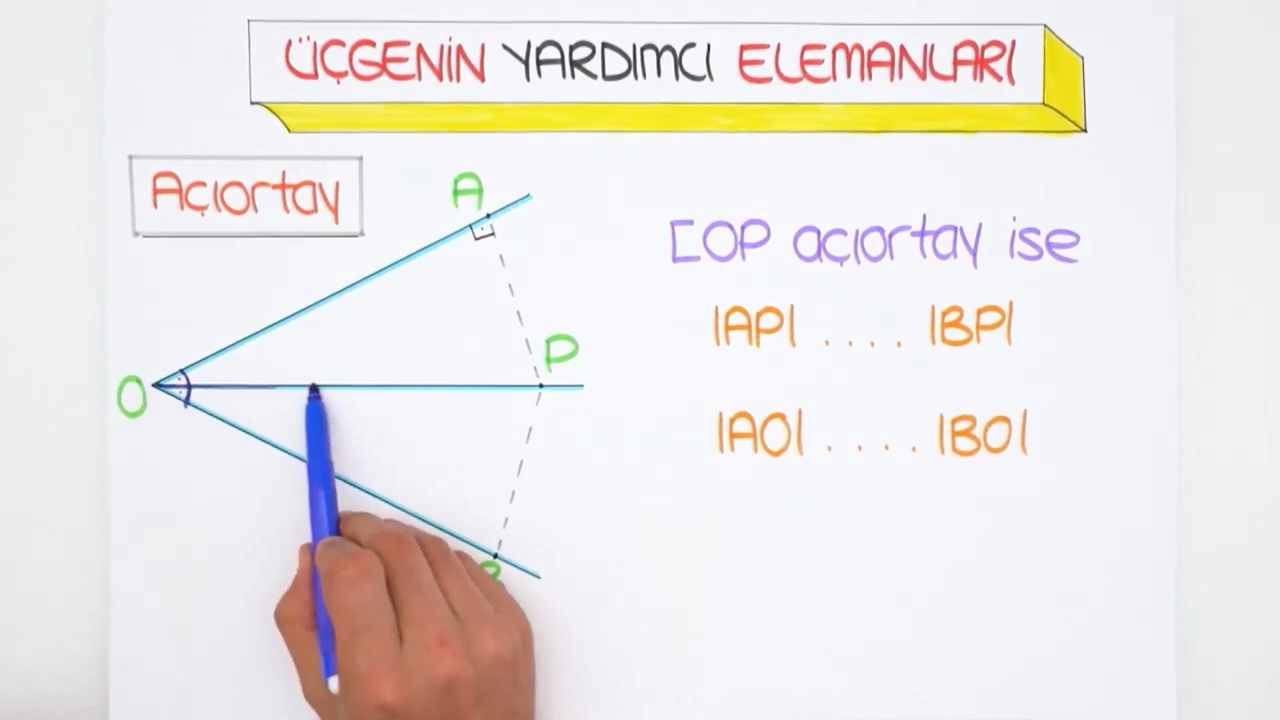 ÜÇGENİN YARDIMCI ELEMANLARI
Açıortay
A
[OP açıortay ise
|AP| .... |BP|
P
O
|AO| .... |BO|